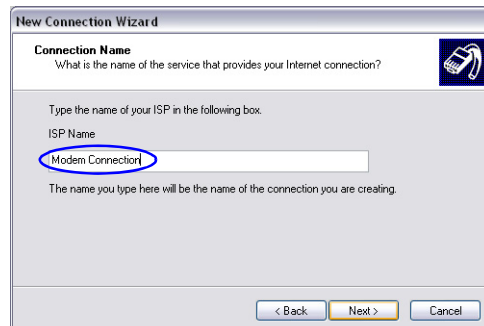 New Connection Wizard
Connection Name
What is the name of the service that provides your Internet connection?
Type the name of your ISP in the following box.
ISP Name
Modem Connection
The name you type here will be the name of the connection you are creating.
< Back Next > Cancel